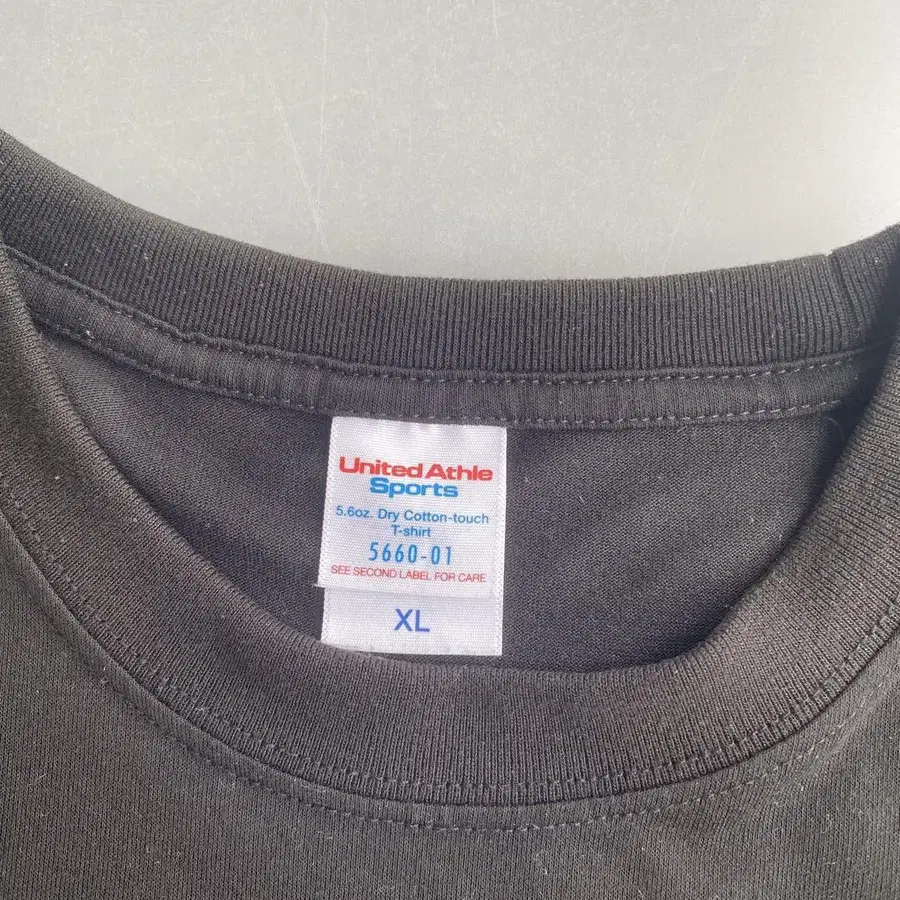 United Athle
Sports
5.6oz. Dry Cotton-touch
T-shirt
5660-01
SEE SECOND LABEL FOR CARE
XL